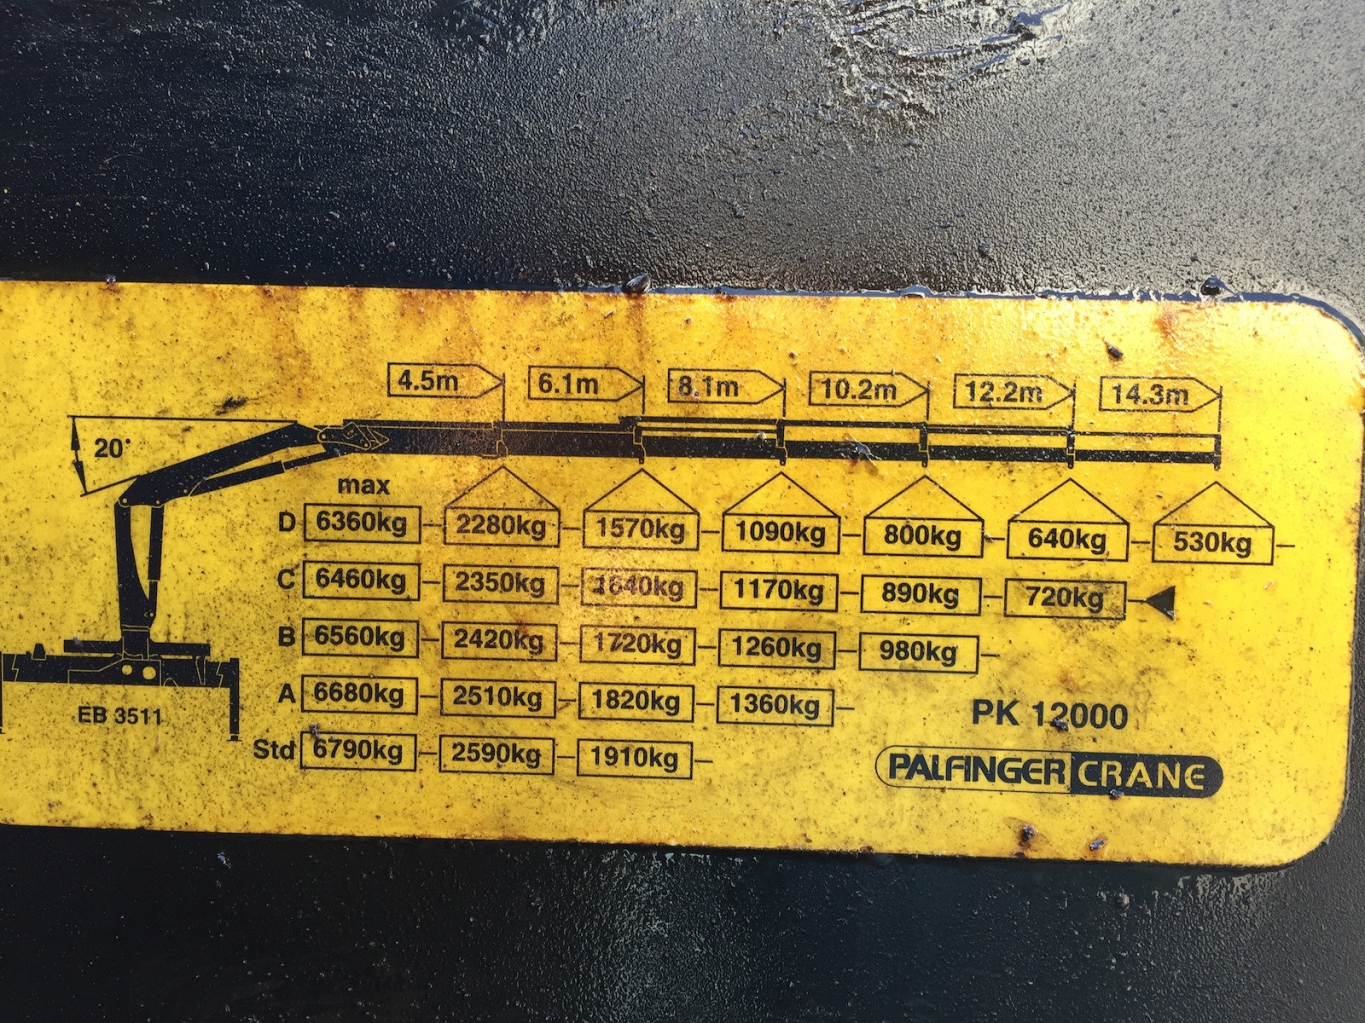 4.5m 6.1m 8.1m 10.2m 12.2m 14.3m
20°
max
D 6360kg 2280kg 1570kg 1090kg 800kg 640kg 530kg
C 6460kg 2350kg 1640kg 1170kg 890kg 720kg
B 6560kg 2420kg 1720kg 1260kg 980kg
A 6680kg 2510kg 1820kg 1360kg
Std 6790kg 2590kg 1910kg
EB 3511
PK 12000
PALFINGER CRANE